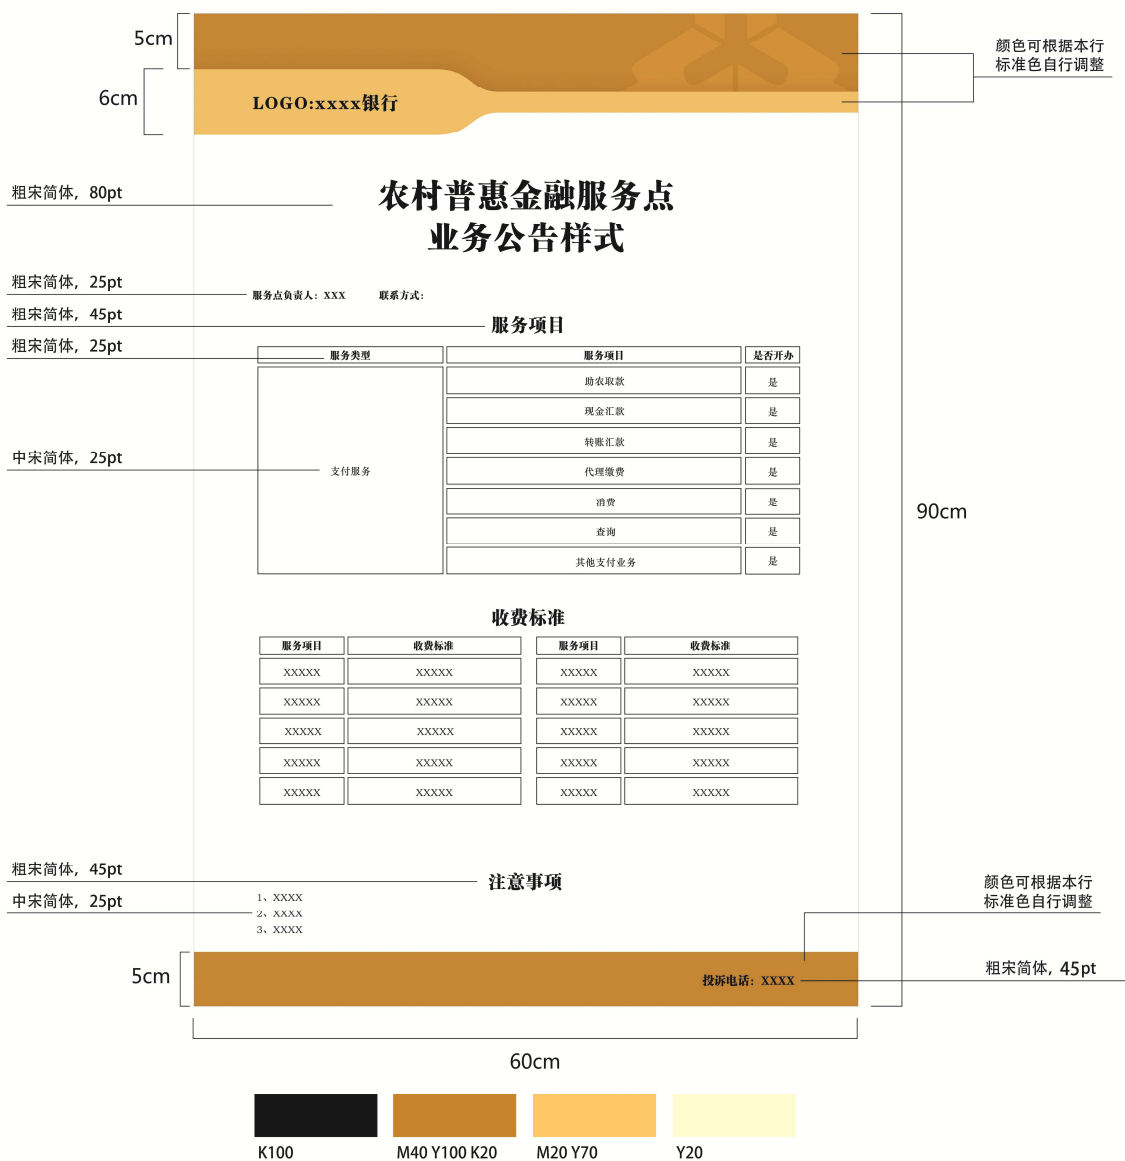 5cm
颜色可根据本行
标准色自行调整
6cm
LOGO:xxxx银行
粗宋简体，80pt
农村普惠金融服务点
业务公告样式
粗宋简体，25pt
服务点负责人：XXX 联系方式：
粗宋简体，45pt
服务项目
粗宋简体，25pt
服务类型 服务项目 是否开办
助农取款 是
现金汇款 是
转账汇款 是
中宋简体，25pt
支付服务
代理缴费 是
消费 是
查询 是
其他支付业务 是
90cm
收费标准
服务项目 收费标准 服务项目 收费标准
XXXXX XXXXX XXXXX XXXXX
XXXXX XXXXX XXXXX XXXXX
XXXXX XXXXX XXXXX XXXXX
XXXXX XXXXX XXXXX XXXXX
XXXXX XXXXX XXXXX XXXXX
粗宋简体，45pt
注意事项
中宋简体，25pt
1、XXXX
2、XXXX
3、XXXX
颜色可根据本行
标准色自行调整
5cm
投诉电话：XXXX
粗宋简体，45pt
60cm
K100 M40 Y100 K20 M20 Y70 Y20